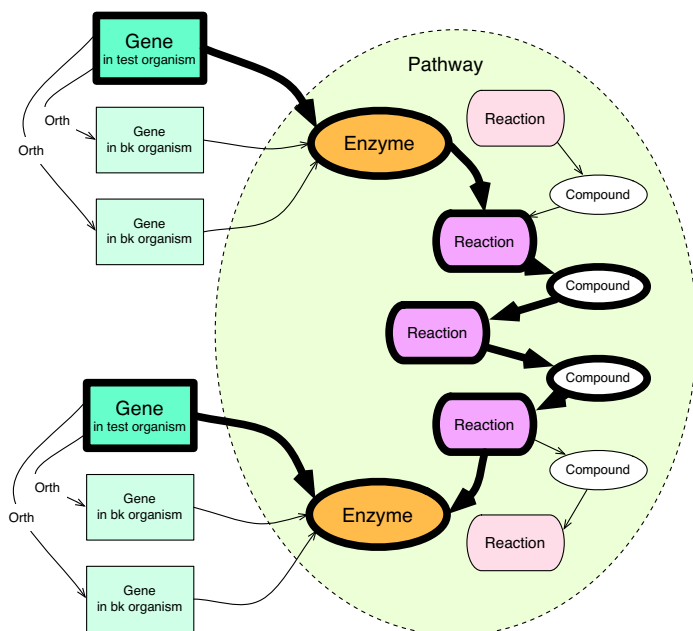 Gene
in test organism
Pathway
Orth
Gene
in bk organism
Enzyme
Reaction
Orth
Compound
Gene
in bk organism
Reaction
Compound
Reaction
Compound
Gene
in test organism
Reaction
Compound
Orth
Gene
in bk organism
Orth
Enzyme
Reaction
Gene
in bk organism